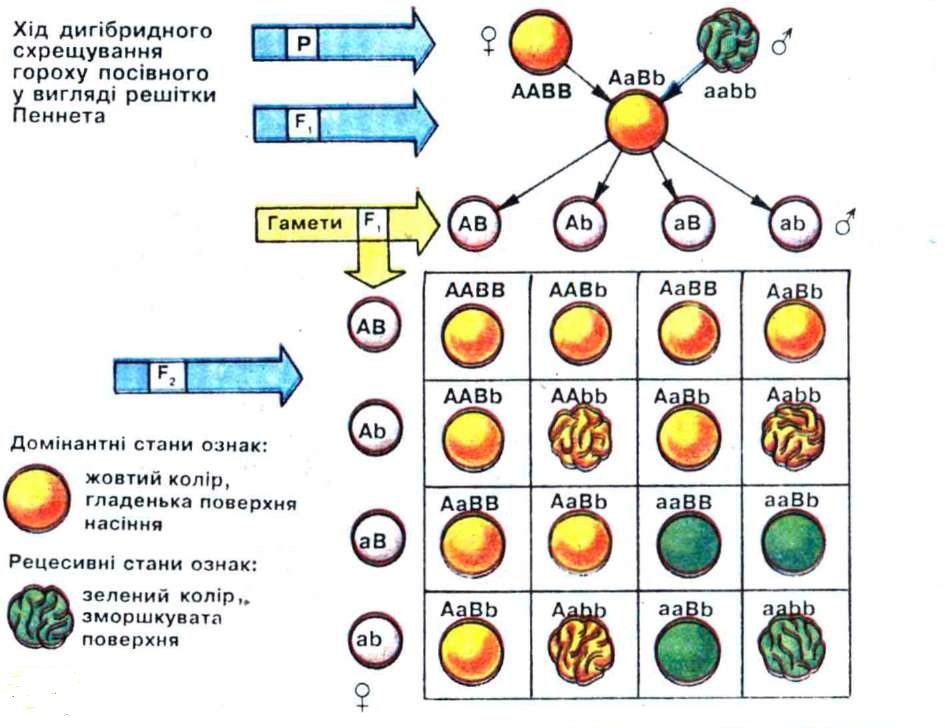 Хід дигібридного
схрещування
гороху посівного
у вигляді решітки
Пеннета
P
♀
♂
AABB
AaBb
aabb
F₁
Гамети F₁
AB Ab aB ab ♂
AB
AABB AABb AaBB AaBb
F₂
Ab
AABb AAbb AaBb Aabb
aB
AaBB AaBb aaBB aaBb
ab
AaBb Aabb aaBb aabb
♀
Домінантні стани ознак:
жовтий колір,
гладенька поверхня
насіння
Рецесивні стани ознак:
зелений колір,
зморшкувата
поверхня